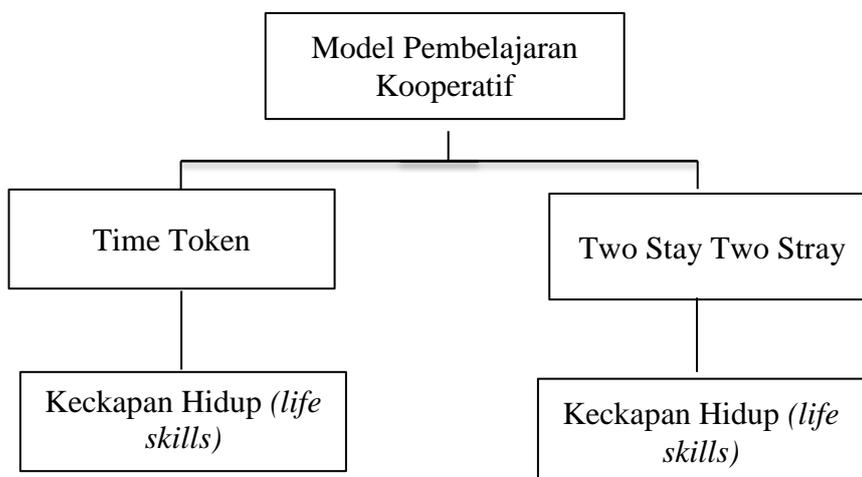 Model Pembelajaran
Kooperatif
Time Token
Two Stay Two Stray
Keckapan Hidup (life
skills)
Keckapan Hidup (life
skills)